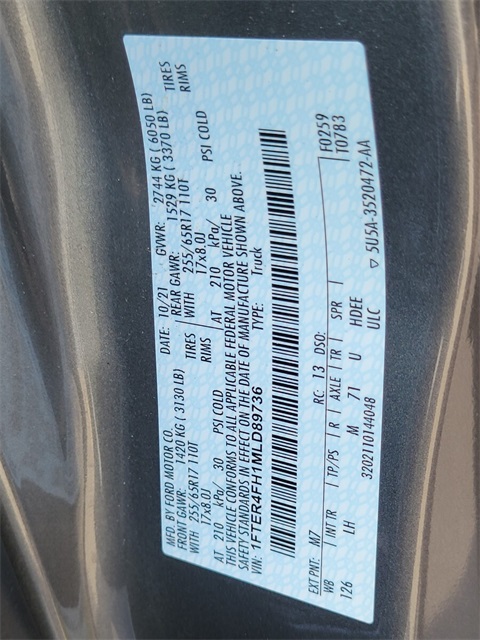 MFD. BY FORD MOTOR CO.
DATE: 10/21 GVWR: 2744 KG ( 6050 LB)
FRONT GAWR: 1420 KG ( 3130 LB) REAR GAWR: 1529 KG ( 3370 LB)
WITH 255/65R17 110T TIRES WITH 255/65R17 110T TIRES
17x8.0J RIMS 17x8.0J RIMS
AT 210 kPa/ 30 PSI COLD AT 210 kPa/ 30 PSI COLD
THIS VEHICLE CONFORMS TO ALL APPLICABLE FEDERAL MOTOR VEHICLE
SAFETY STANDARDS IN EFFECT ON THE DATE OF MANUFACTURE SHOWN ABOVE.
VIN: 1FTER4FH1MLD89736 TYPE: Truck
F0259
T0783
EXT PNT: M7 RC: 13 DSO:
WB INT TR TP/PS R AXLE TR SPR
126 LH M 71 U HDEE
3202110144048 ULC
▽ 5U5A-3520472-AA